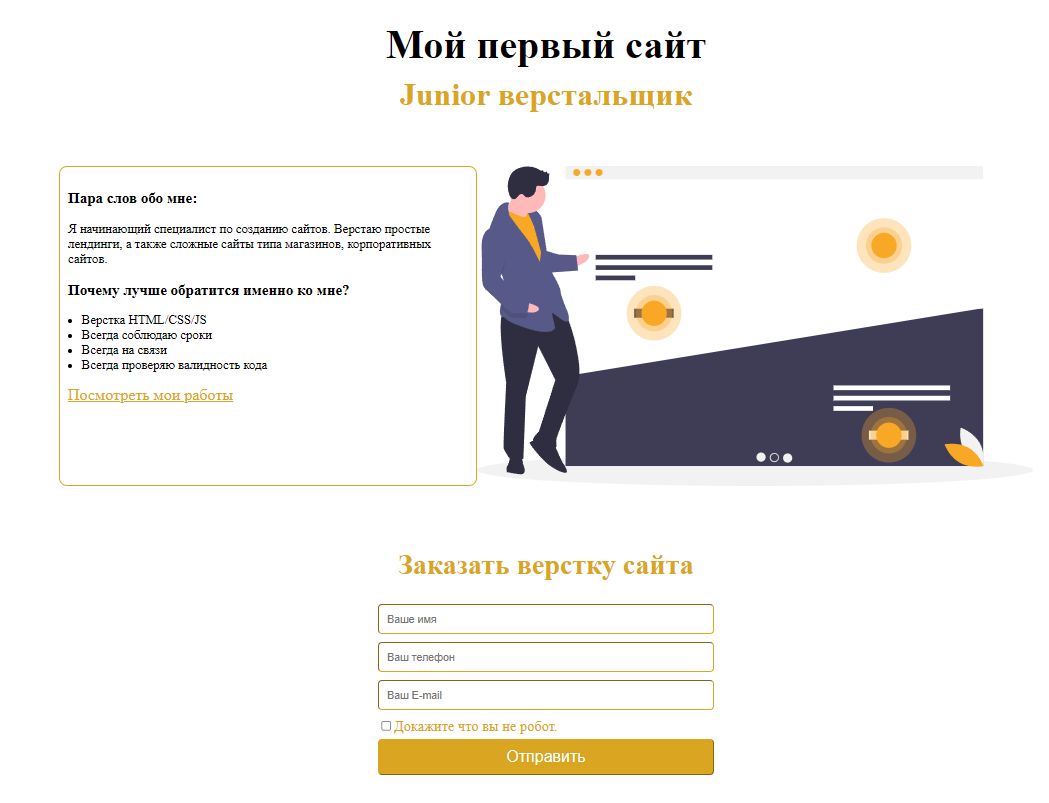 Мой первый сайт
Junior верстальщик
Пара слов обо мне:
Я начинающий специалист по созданию сайтов. Верстаю простые
лендинги, а также сложные сайты типа магазинов, корпоративных
сайтов.
Почему лучше обратится именно ко мне?
Верстка HTML/CSS/JS
Всегда соблюдаю сроки
Всегда на связи
Всегда проверяю валидность кода
Посмотреть мои работы
Заказать верстку сайта
Ваше имя
Ваш телефон
Ваш E-mail
Докажите что вы не робот.
Отправить